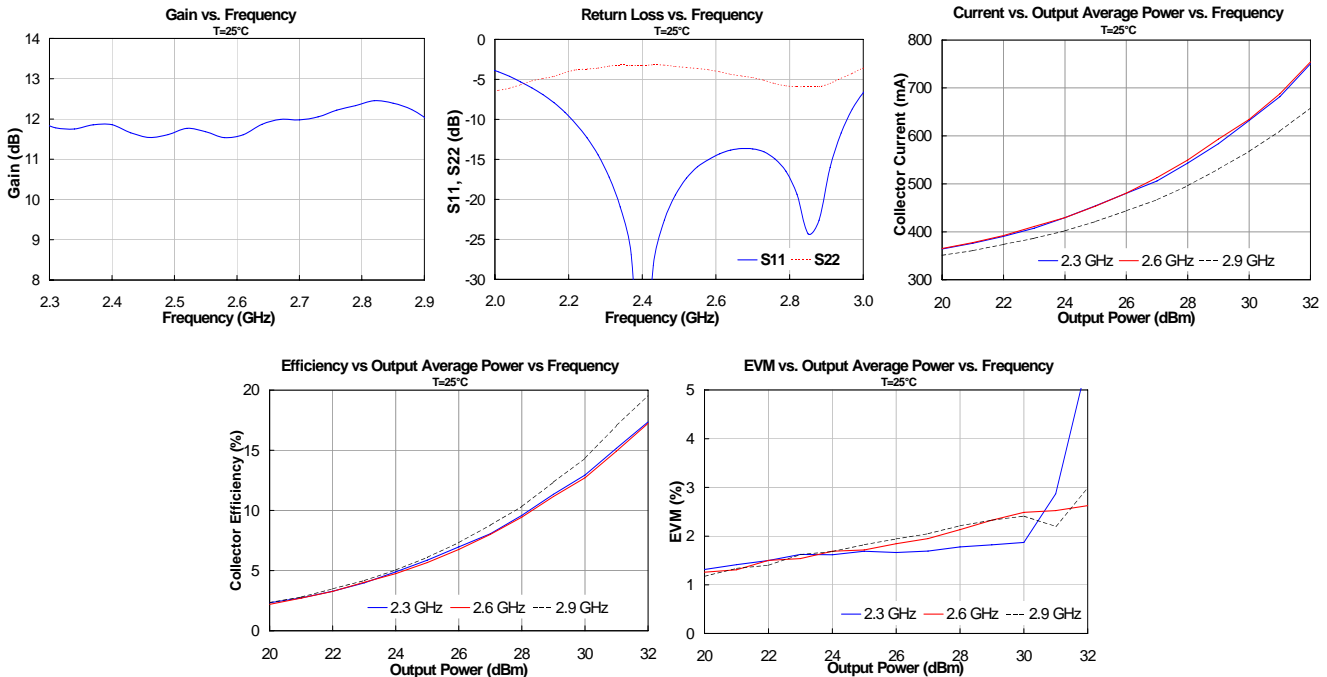 Gain vs. Frequency
T=25°C
14
13
12
11
10
9
8
Gain (dB)
2.3 2.4 2.5 2.6 2.7 2.8 2.9
Frequency (GHz)
Return Loss vs. Frequency
T=25°C
0
-5
-10
-15
-20
-25
-30
S11, S22 (dB)
S11 S22
2.0 2.2 2.4 2.6 2.8 3.0
Frequency (GHz)
Current vs. Output Average Power vs. Frequency
T=25°C
800
700
600
500
400
300
Collector Current (mA)
2.3 GHz 2.6 GHz 2.9 GHz
20 22 24 26 28 30 32
Output Power (dBm)
Efficiency vs Output Average Power vs Frequency
T=25°C
20
15
10
5
0
Collector Efficiency (%)
2.3 GHz 2.6 GHz 2.9 GHz
20 22 24 26 28 30 32
Output Power (dBm)
EVM vs. Output Average Power vs. Frequency
T=25°C
5
4
3
2
1
0
EVM (%)
2.3 GHz 2.6 GHz 2.9 GHz
20 22 24 26 28 30 32
Output Power (dBm)